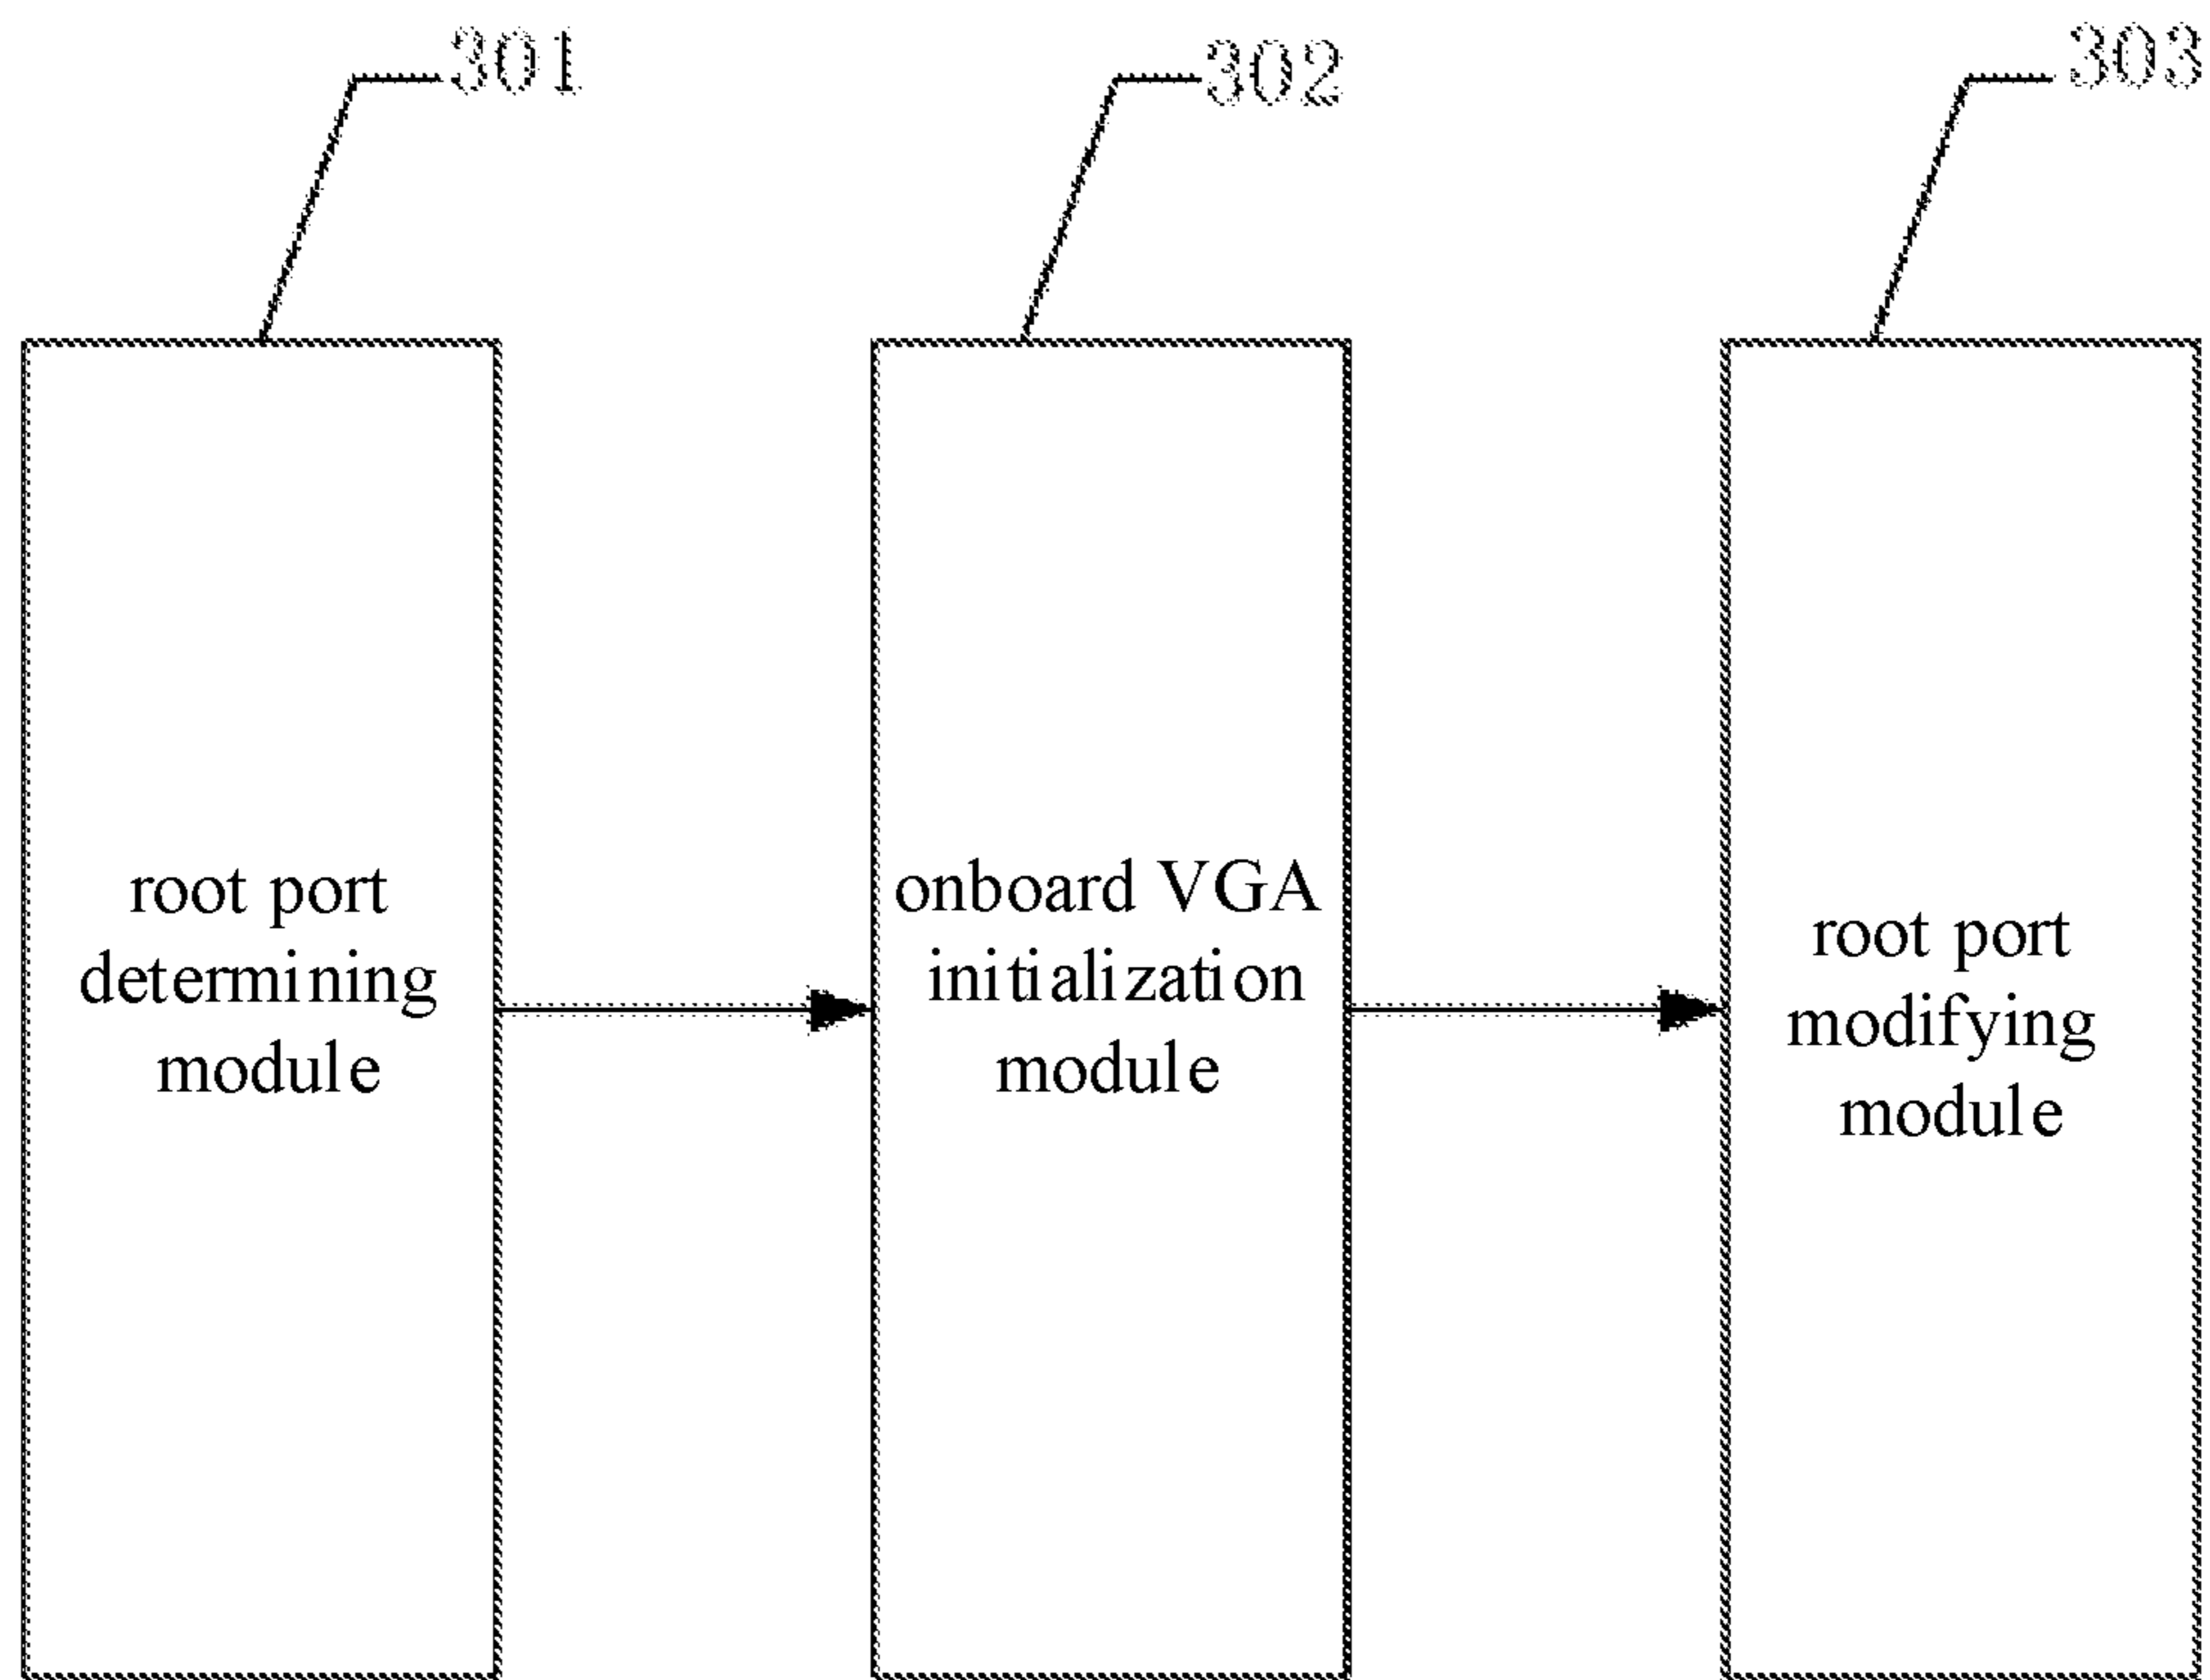 301
302
303
root port
determining
module
onboard VGA
initialization
module
root port
modifying
module